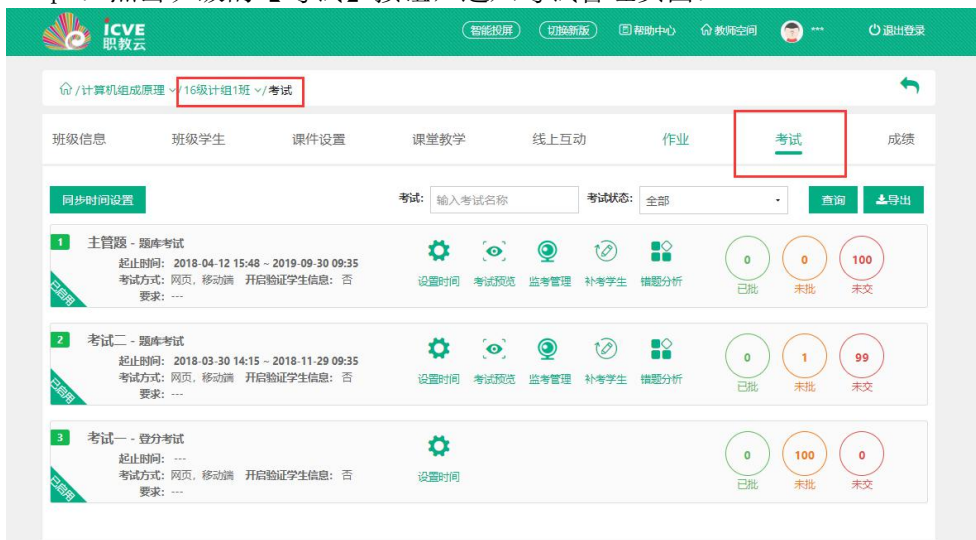 iCVE
职教云
智能投屏 切换新版 帮助中心 教师空间 *** 退出登录
/计算机组成原理 /16级计组1班 /考试
班级信息 班级学生 课件设置 课堂教学 线上互动 作业 考试 成绩
同步时间设置 考试: 输入考试名称 考试状态: 全部 查询 导出
1 主管题 - 题库考试
起止时间: 2018-04-12 15:48 ~ 2019-09-30 09:35
考试方式: 网页, 移动端 开启验证学生信息: 否
要求: ---
已启用
设置时间 考试预览 监考管理 补考学生 错题分析
0 0 100
已批 未批 未交
2 考试二 - 题库考试
起止时间: 2018-03-30 14:15 ~ 2018-11-29 09:35
考试方式: 网页, 移动端 开启验证学生信息: 否
要求: ---
已启用
设置时间 考试预览 监考管理 补考学生 错题分析
0 1 99
已批 未批 未交
3 考试一 - 登分考试
起止时间: ---
考试方式: 网页, 移动端 开启验证学生信息: 否
要求: ---
已启用
设置时间
0 100 0
已批 未批 未交